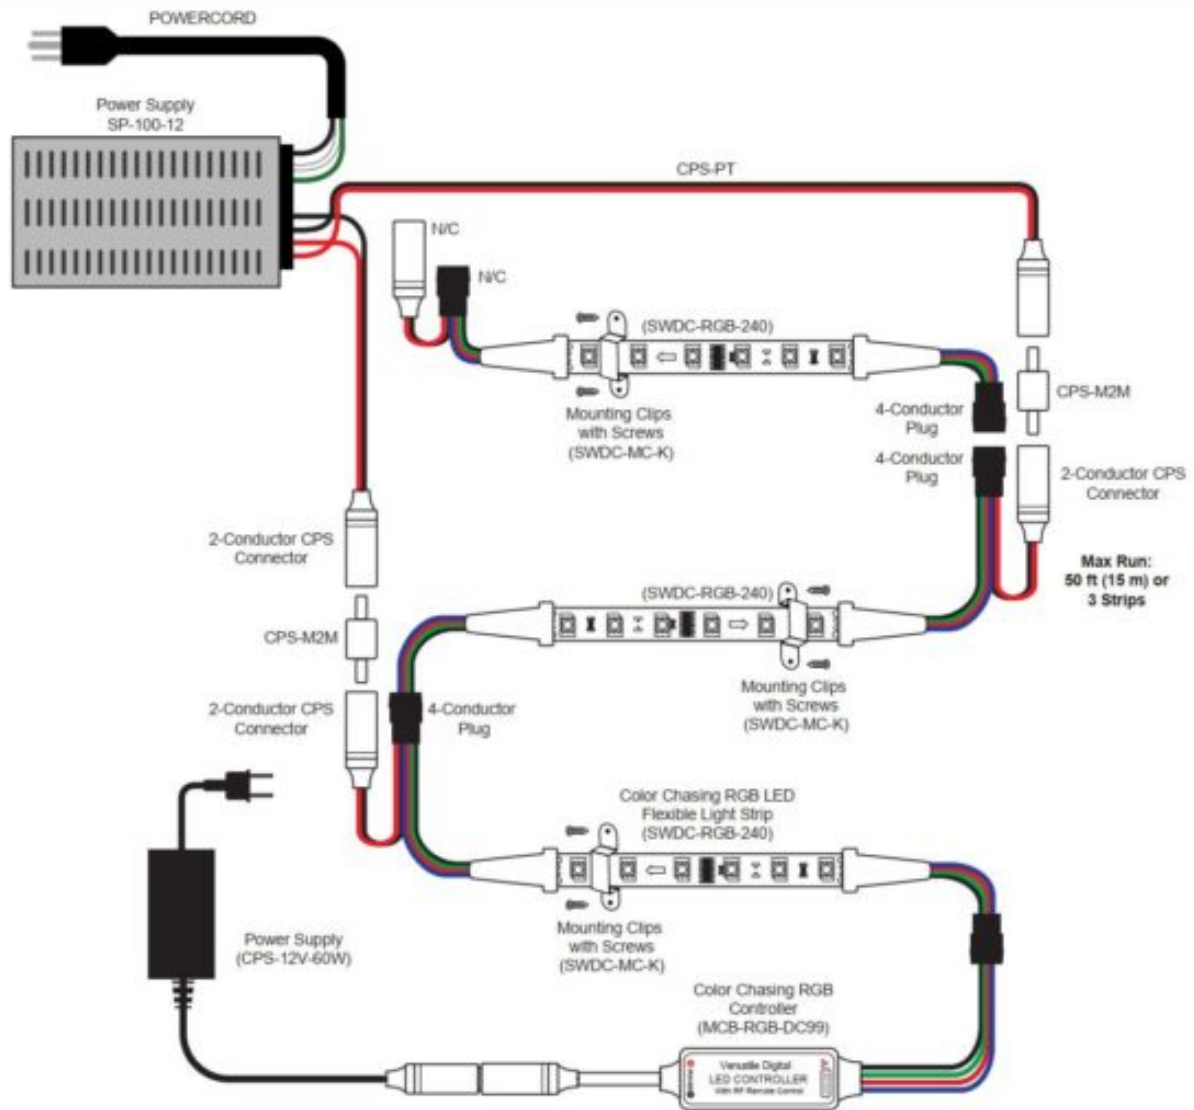 POWERCORD
Power Supply
SP-100-12
CPS-PT
N/C
N/C
(SWDC-RGB-240)
Mounting Clips
with Screws
(SWDC-MC-K)
4-Conductor
Plug
CPS-M2M
4-Conductor
Plug
2-Conductor CPS
Connector
Max Run:
50 ft (15 m) or
3 Strips
2-Conductor CPS
Connector
(SWDC-RGB-240)
CPS-M2M
Mounting Clips
with Screws
(SWDC-MC-K)
2-Conductor CPS
Connector
4-Conductor
Plug
Color Chasing RGB LED
Flexible Light Strip
(SWDC-RGB-240)
Mounting Clips
with Screws
(SWDC-MC-K)
Power Supply
(CPS-12V-60W)
Color Chasing RGB
Controller
(MCB-RGB-DC99)
Versatile Digital
LED CONTROLLER
With RF Remote Control